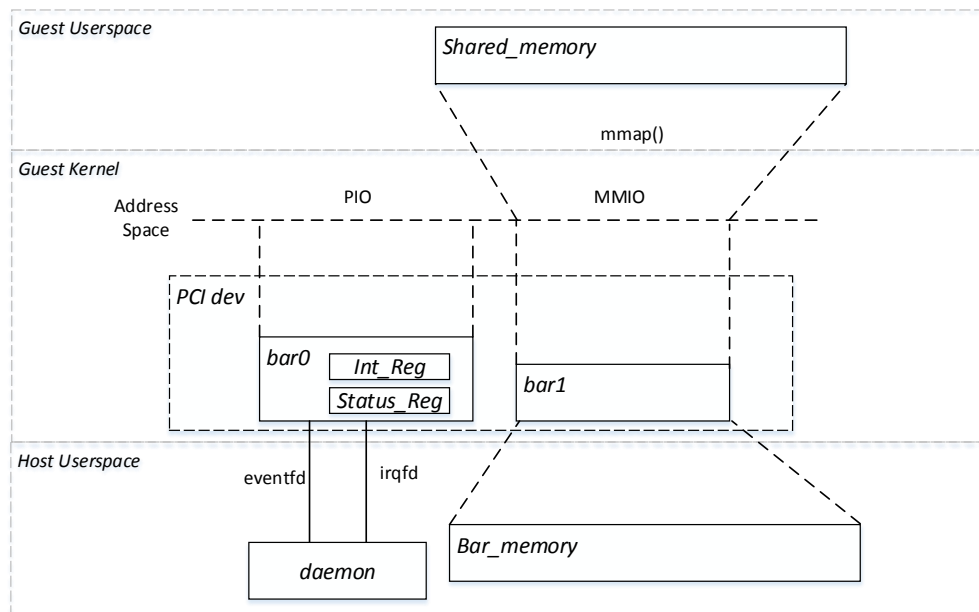 Guest Userspace
Shared_memory
mmap()
Guest Kernel
Address
Space
PIO
MMIO
PCI dev
bar0
Int_Reg
Status_Reg
bar1
Host Userspace
eventfd
irqfd
Bar_memory
daemon